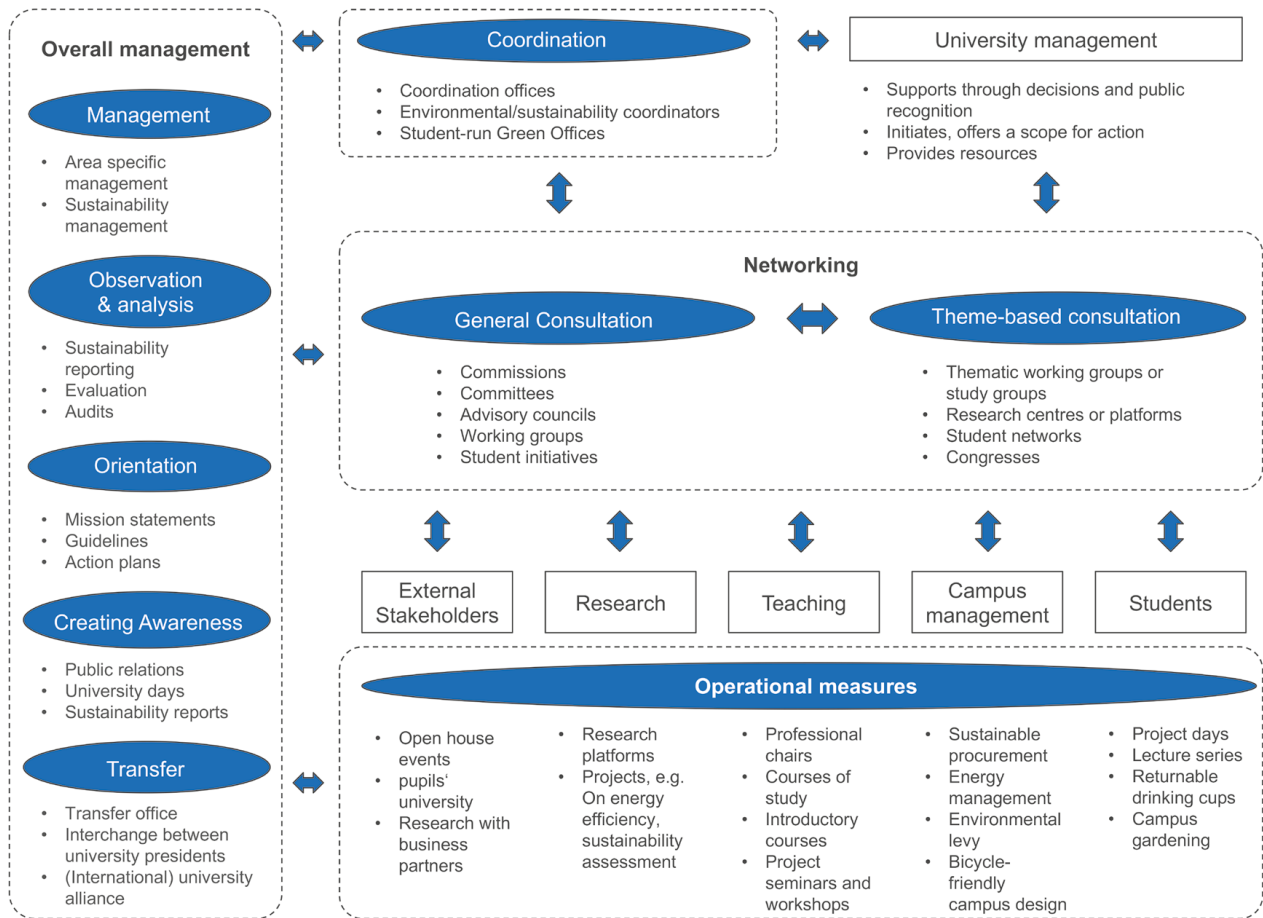 Overall management
Management
• Area specific
management
• Sustainability
management
Observation
& analysis
• Sustainability
reporting
• Evaluation
• Audits
Orientation
• Mission statements
• Guidelines
• Action plans
Creating Awareness
• Public relations
• University days
• Sustainability reports
Transfer
• Transfer office
• Interchange between
university presidents
• (International) university
alliance
Coordination
• Coordination offices
• Environmental/sustainability coordinators
• Student-run Green Offices
University management
• Supports through decisions and public
recognition
• Initiates, offers a scope for action
• Provides resources
Networking
General Consultation
• Commissions
• Committees
• Advisory councils
• Working groups
• Student initiatives
Theme-based consultation
• Thematic working groups or
study groups
• Research centres or platforms
• Student networks
• Congresses
External
Stakeholders
Research
Teaching
Campus
management
Students
Operational measures
• Open house
events
• pupils‘
university
• Research with
business
partners
• Research
platforms
• Projects, e.g.
On energy
efficiency,
sustainability
assessment
• Professional
chairs
• Courses of
study
• Introductory
courses
• Project
seminars and
workshops
• Sustainable
procurement
• Energy
management
• Environmental
levy
• Bicycle-
friendly
campus design
• Project days
• Lecture series
• Returnable
drinking cups
• Campus
gardening